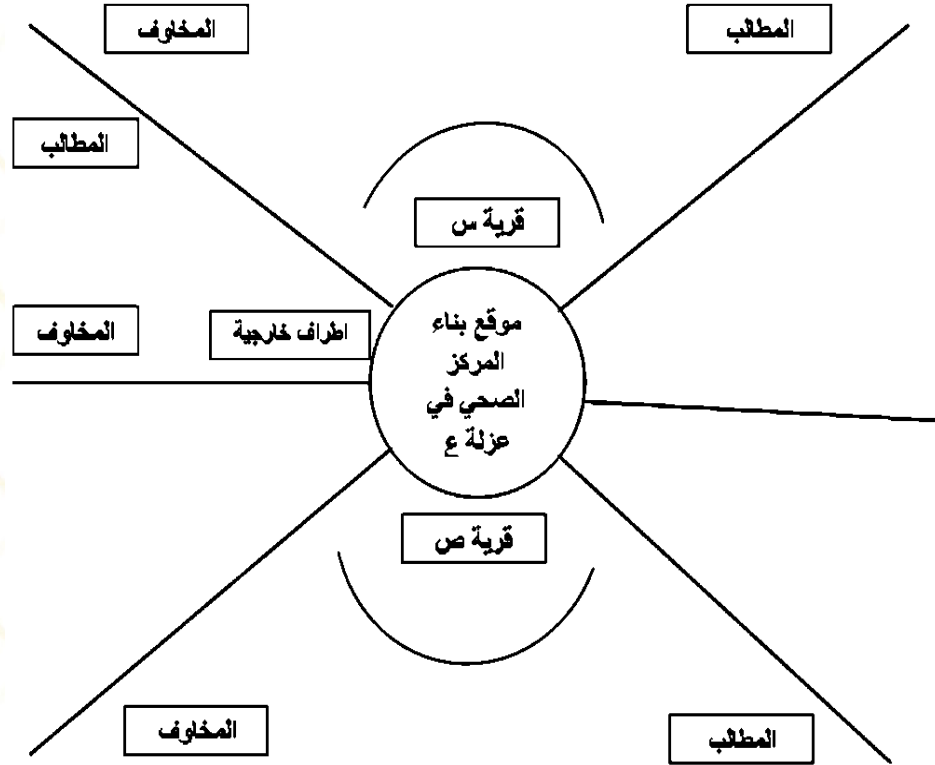 المطالب
المخاوف
المطالب
قرية س
موقع بناء
المركز
الصحي في
عزلة ع
اطراف خارجية
المخاوف
قرية ص
المطالب
المخاوف